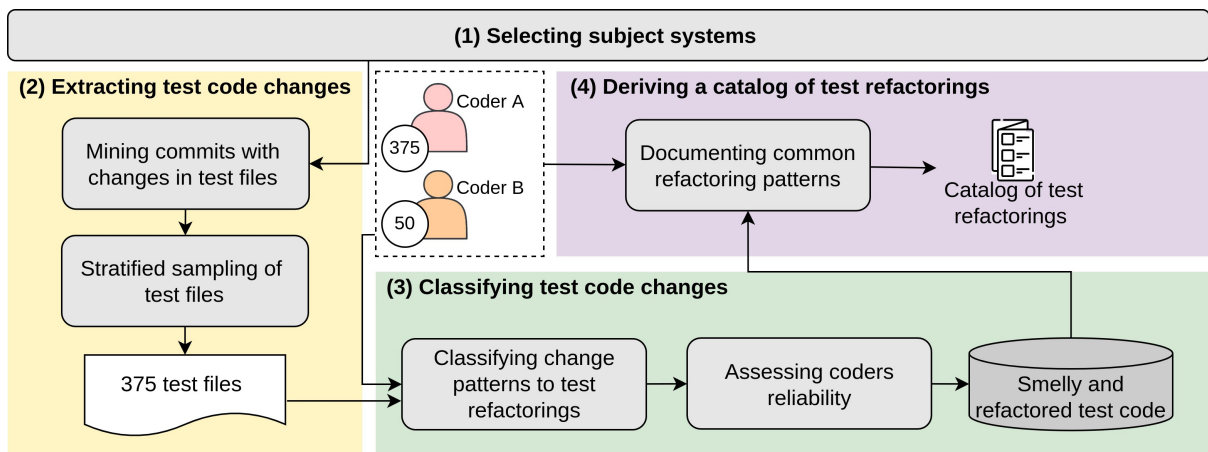 (1) Selecting subject systems
(2) Extracting test code changes
Mining commits with
changes in test files
Stratified sampling of
test files
375 test files
Coder A
375
Coder B
50
(4) Deriving a catalog of test refactorings
Documenting common
refactoring patterns
Catalog of test
refactorings
(3) Classifying test code changes
Classifying change
patterns to test
refactorings
Assessing coders
reliability
Smelly and
refactored test code